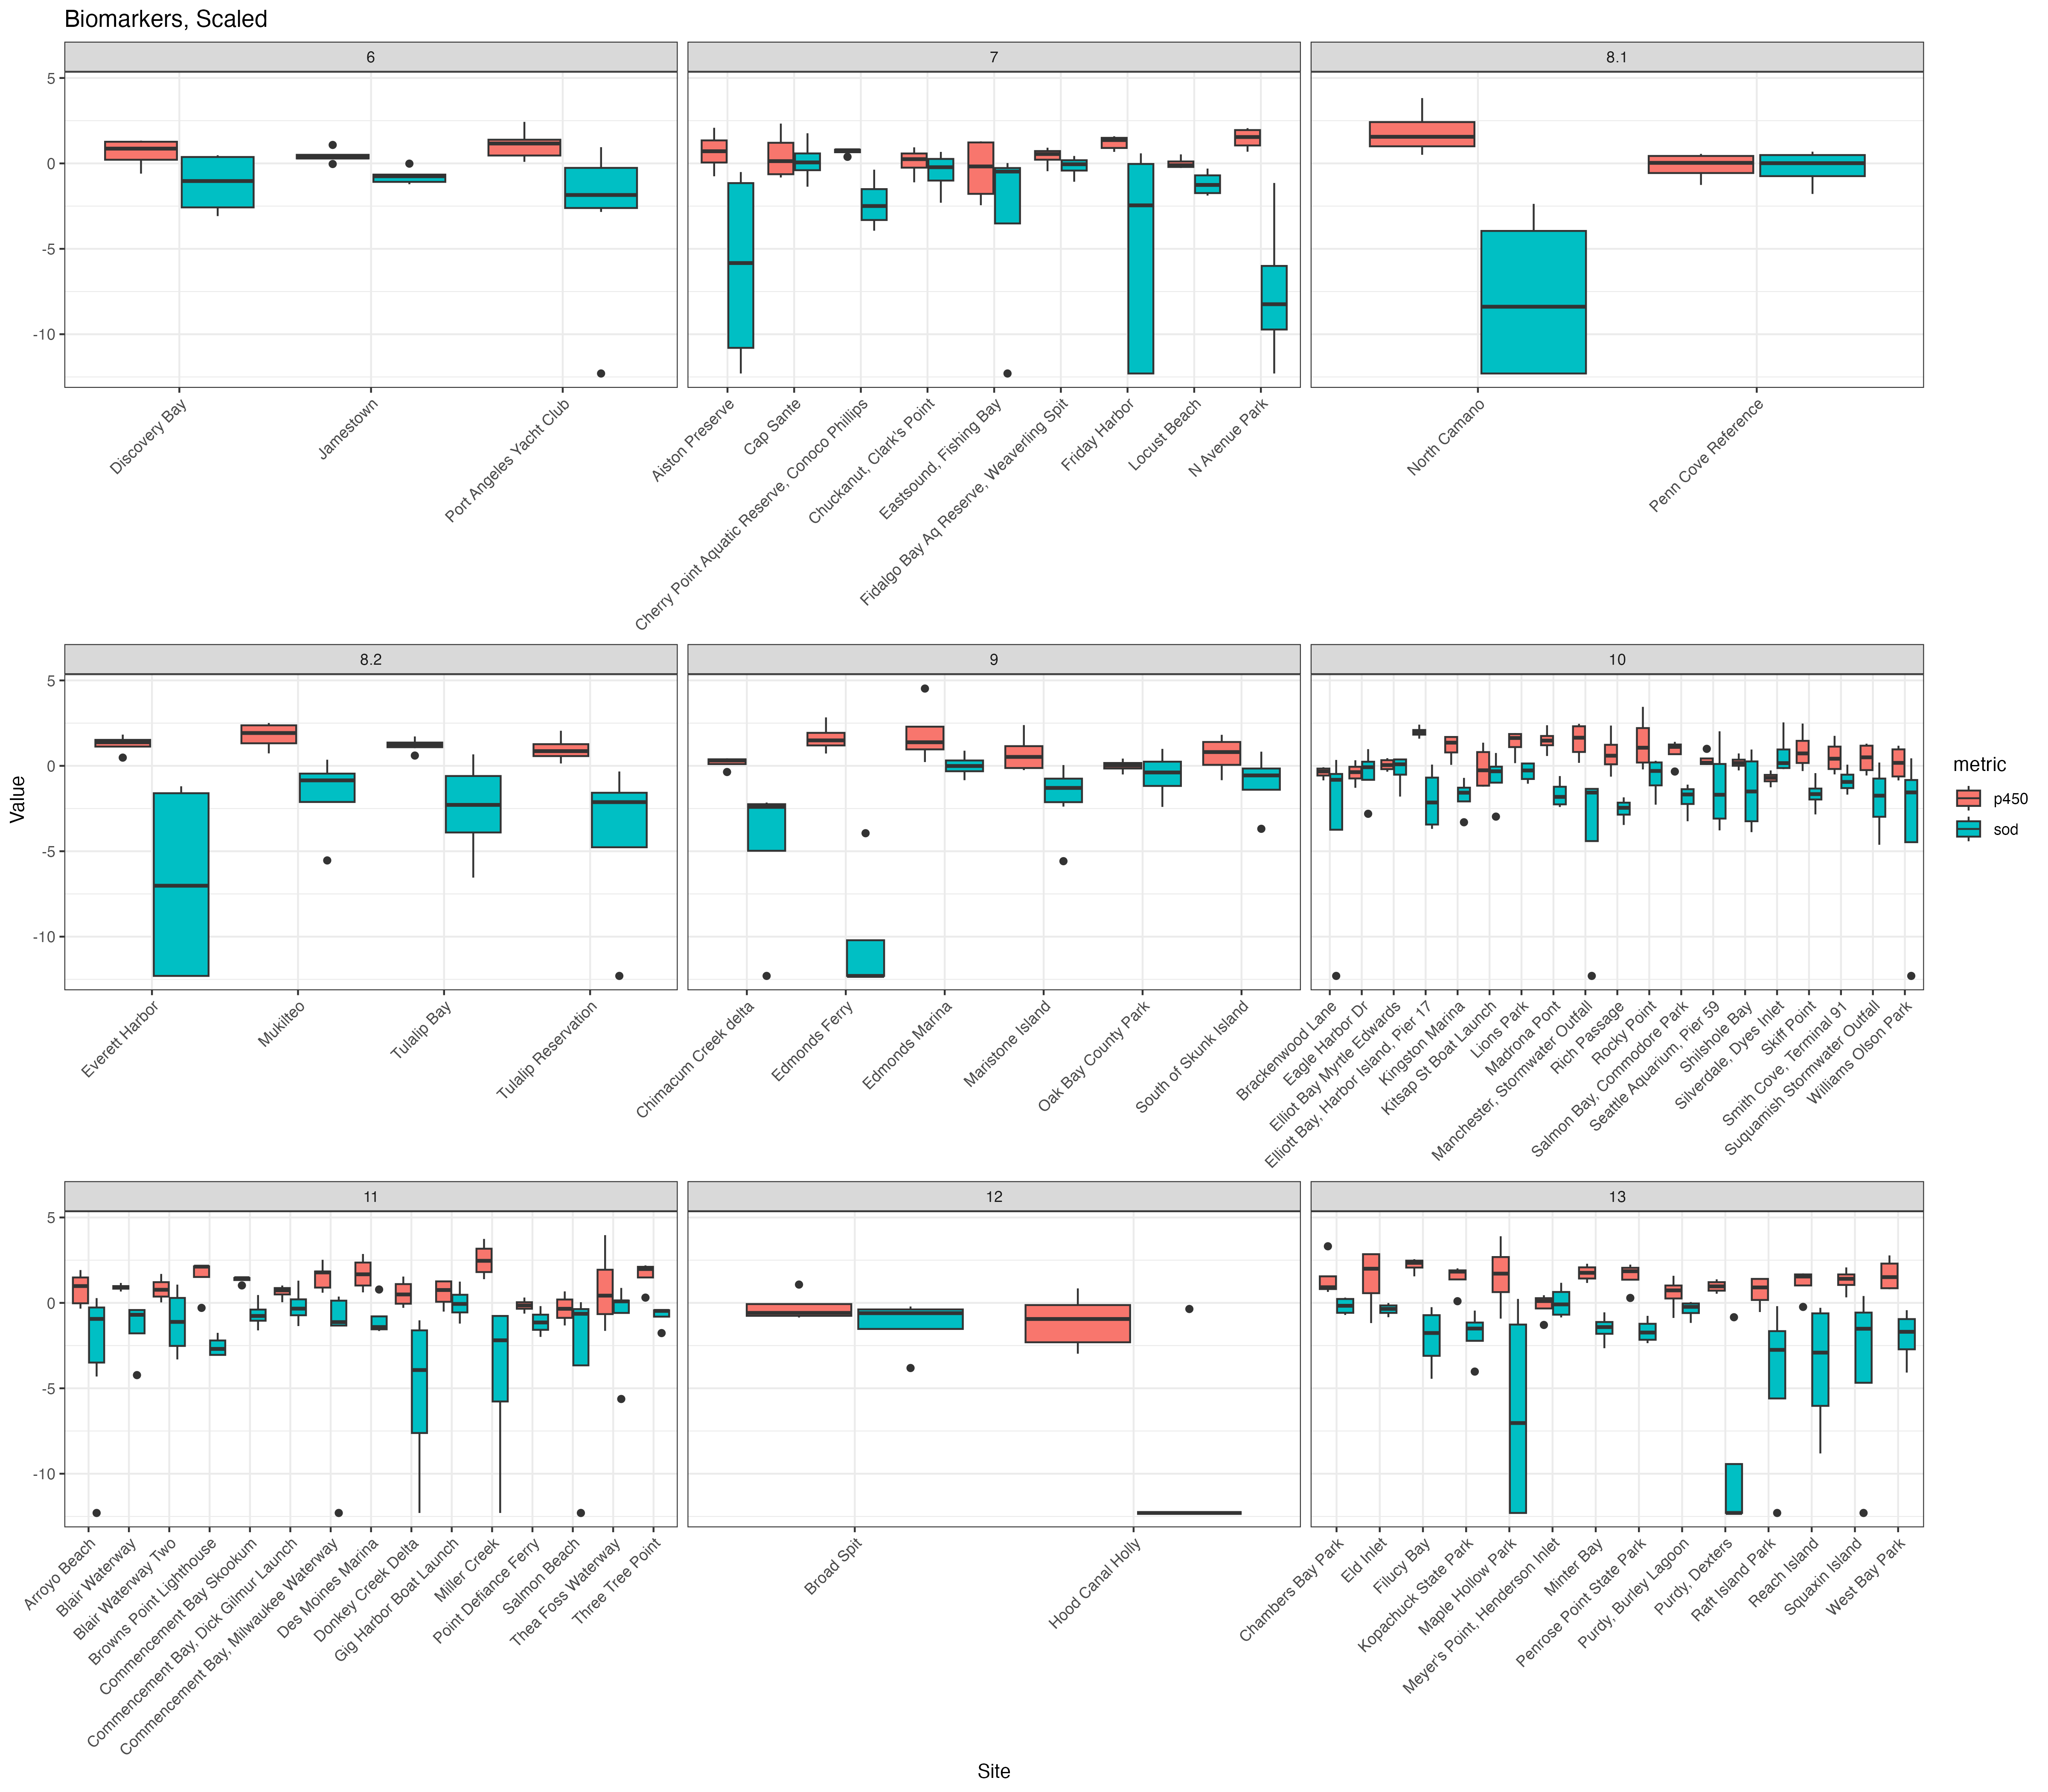 Biomarkers, Scaled
6
7
8.1
5
0
-5
-10
Discovery Bay
Jamestown
Port Angeles Yacht Club
Aiston Preserve
Cap Sante
Cherry Point Aquatic Reserve, Conoco Phillips
Chuckanut, Clark's Point
Eastsound, Fishing Bay
Fidalgo Bay Aq Reserve, Weaverling Spit
Friday Harbor
Locust Beach
N Avenue Park
North Camano
Penn Cove Reference
8.2
9
10
5
0
-5
-10
Value
Everett Harbor
Mukilteo
Tulalip Bay
Tulalip Reservation
Chimacum Creek delta
Edmonds Ferry
Edmonds Marina
Maristone Island
Oak Bay County Park
South of Skunk Island
Brackenwood Lane
Eagle Harbor Dr
Elliot Bay Myrtle Edwards
Elliott Bay, Harbor Island, Pier 17
Kingston Marina
Kitsap St Boat Launch
Lions Park
Madrona Pont
Manchester, Stormwater Outfall
Rich Passage
Rocky Point
Salmon Bay, Commodore Park
Seattle Aquarium, Pier 59
Shilshole Bay
Silverdale, Dyes Inlet
Skiff Point
Smith Cove, Terminal 91
Suquamish Stormwater Outfall
Williams Olson Park
metric
p450
sod
11
12
13
5
0
-5
-10
Arroyo Beach
Blair Waterway
Blair Waterway Two
Browns Point Lighthouse
Commencement Bay Skookum
Commencement Bay, Dick Gilmur Launch
Commencement Bay, Milwaukee Waterway
Des Moines Marina
Donkey Creek Delta
Gig Harbor Boat Launch
Miller Creek
Point Defiance Ferry
Salmon Beach
Thea Foss Waterway
Three Tree Point
Broad Spit
Hood Canal Holly
Chambers Bay Park
Eld Inlet
Filucy Bay
Kopachuck State Park
Maple Hollow Park
Meyer's Point, Henderson Inlet
Minter Bay
Penrose Point State Park
Purdy, Burley Lagoon
Purdy, Dexters
Raft Island Park
Reach Island
Squaxin Island
West Bay Park
Site